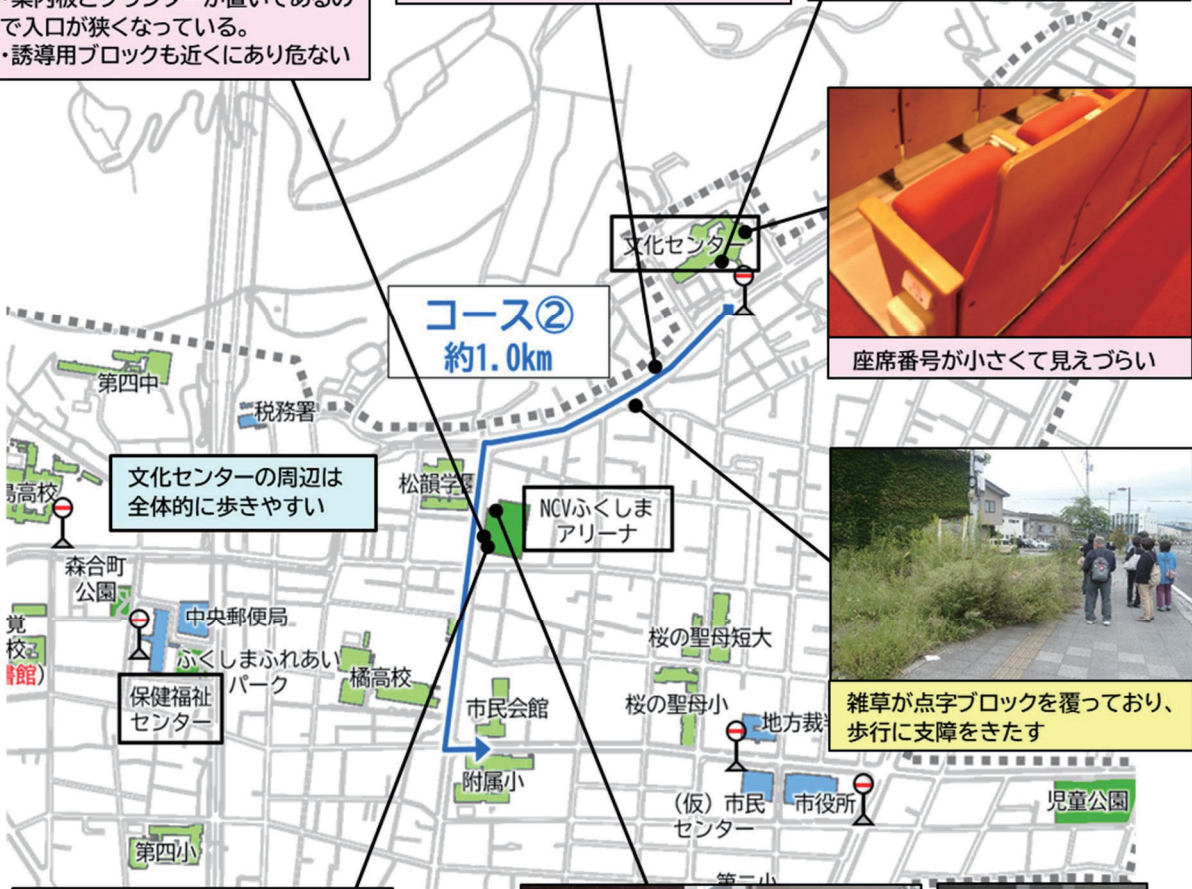 で入口が狭くなっている。
・誘導用ブロックも近くにあり危ない
文化センター
コース②
約1.0km
座席番号が小さくて見えづらい
第四中
税務署
文化センターの周辺は
全体的に歩きやすい
松韻学園
NCVふくしま
アリーナ
高校
森合町
公園
中央郵便局
ふくしまふれあい
パーク
覚
校
書館)
保健福祉
センター
橘高校
市民会館
附属小
桜の聖母短大
桜の聖母小
地方裁
雑草が点字ブロックを覆っており、
歩行に支障をきたす
(仮)市民
センター
市役所
児童公園
第四小